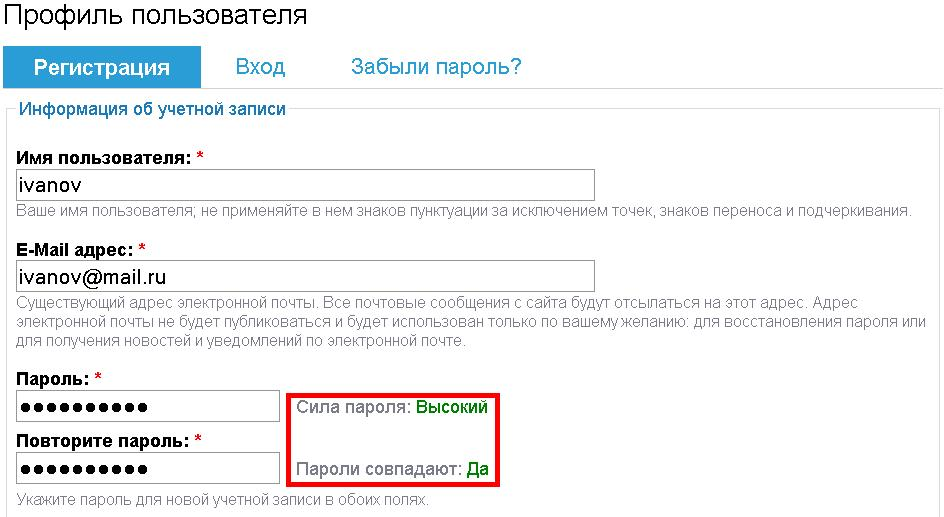 Профиль пользователя
Регистрация Вход Забыли пароль?
Информация об учетной записи
Имя пользователя: *
ivanov
Ваше имя пользователя; не применяйте в нем знаков пунктуации за исключением точек, знаков переноса и подчеркивания.
E-Mail адрес: *
ivanov@mail.ru
Существующий адрес электронной почты. Все почтовые сообщения с сайта будут отсылаться на этот адрес. Адрес
электронной почты не будет публиковаться и будет использован только по вашему желанию: для восстановления пароля или
для получения новостей и уведомлений по электронной почте.
Пароль: *
●●●●●●●●●● Сила пароля: Высокий
Повторите пароль: *
●●●●●●●●●● Пароли совпадают: Да
Укажите пароль для новой учетной записи в обоих полях.